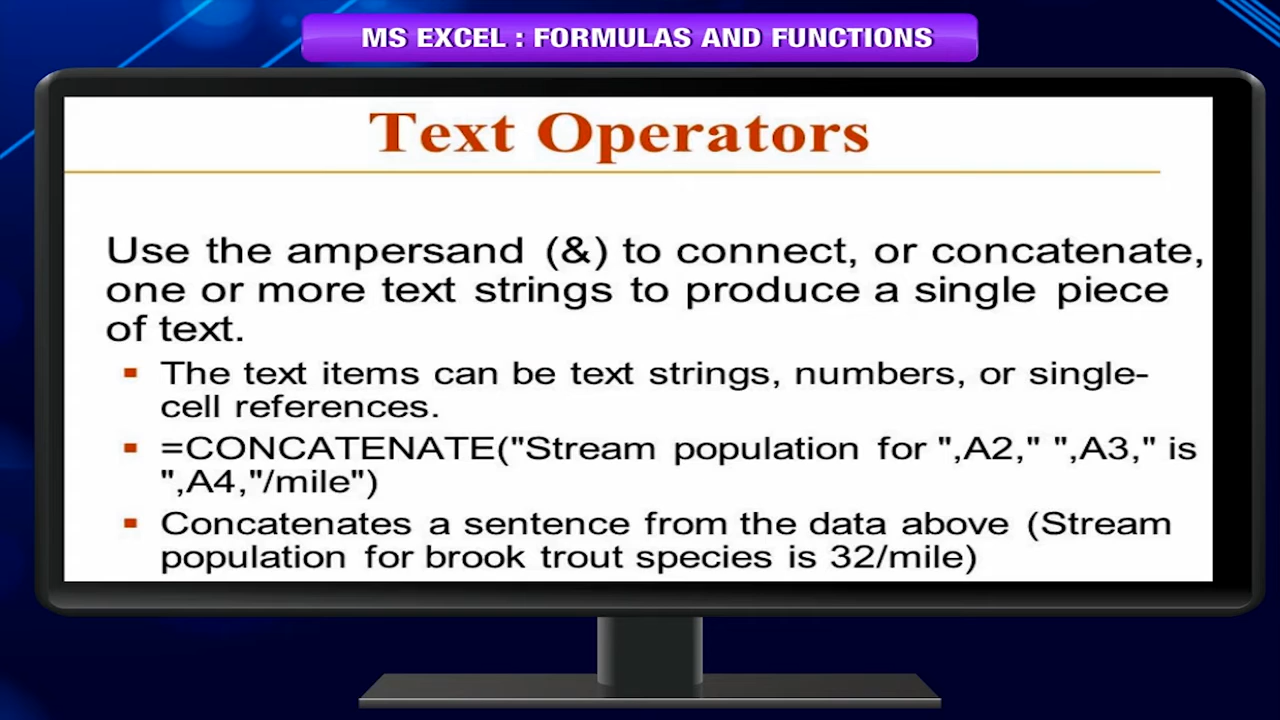 MS EXCEL : FORMULAS AND FUNCTIONS
Text Operators
Use the ampersand (&) to connect, or concatenate,
one or more text strings to produce a single piece
of text.
▪ The text items can be text strings, numbers, or single-
cell references.
▪ =CONCATENATE("Stream population for ",A2," ",A3," is
",A4,"/mile")
▪ Concatenates a sentence from the data above (Stream
population for brook trout species is 32/mile)